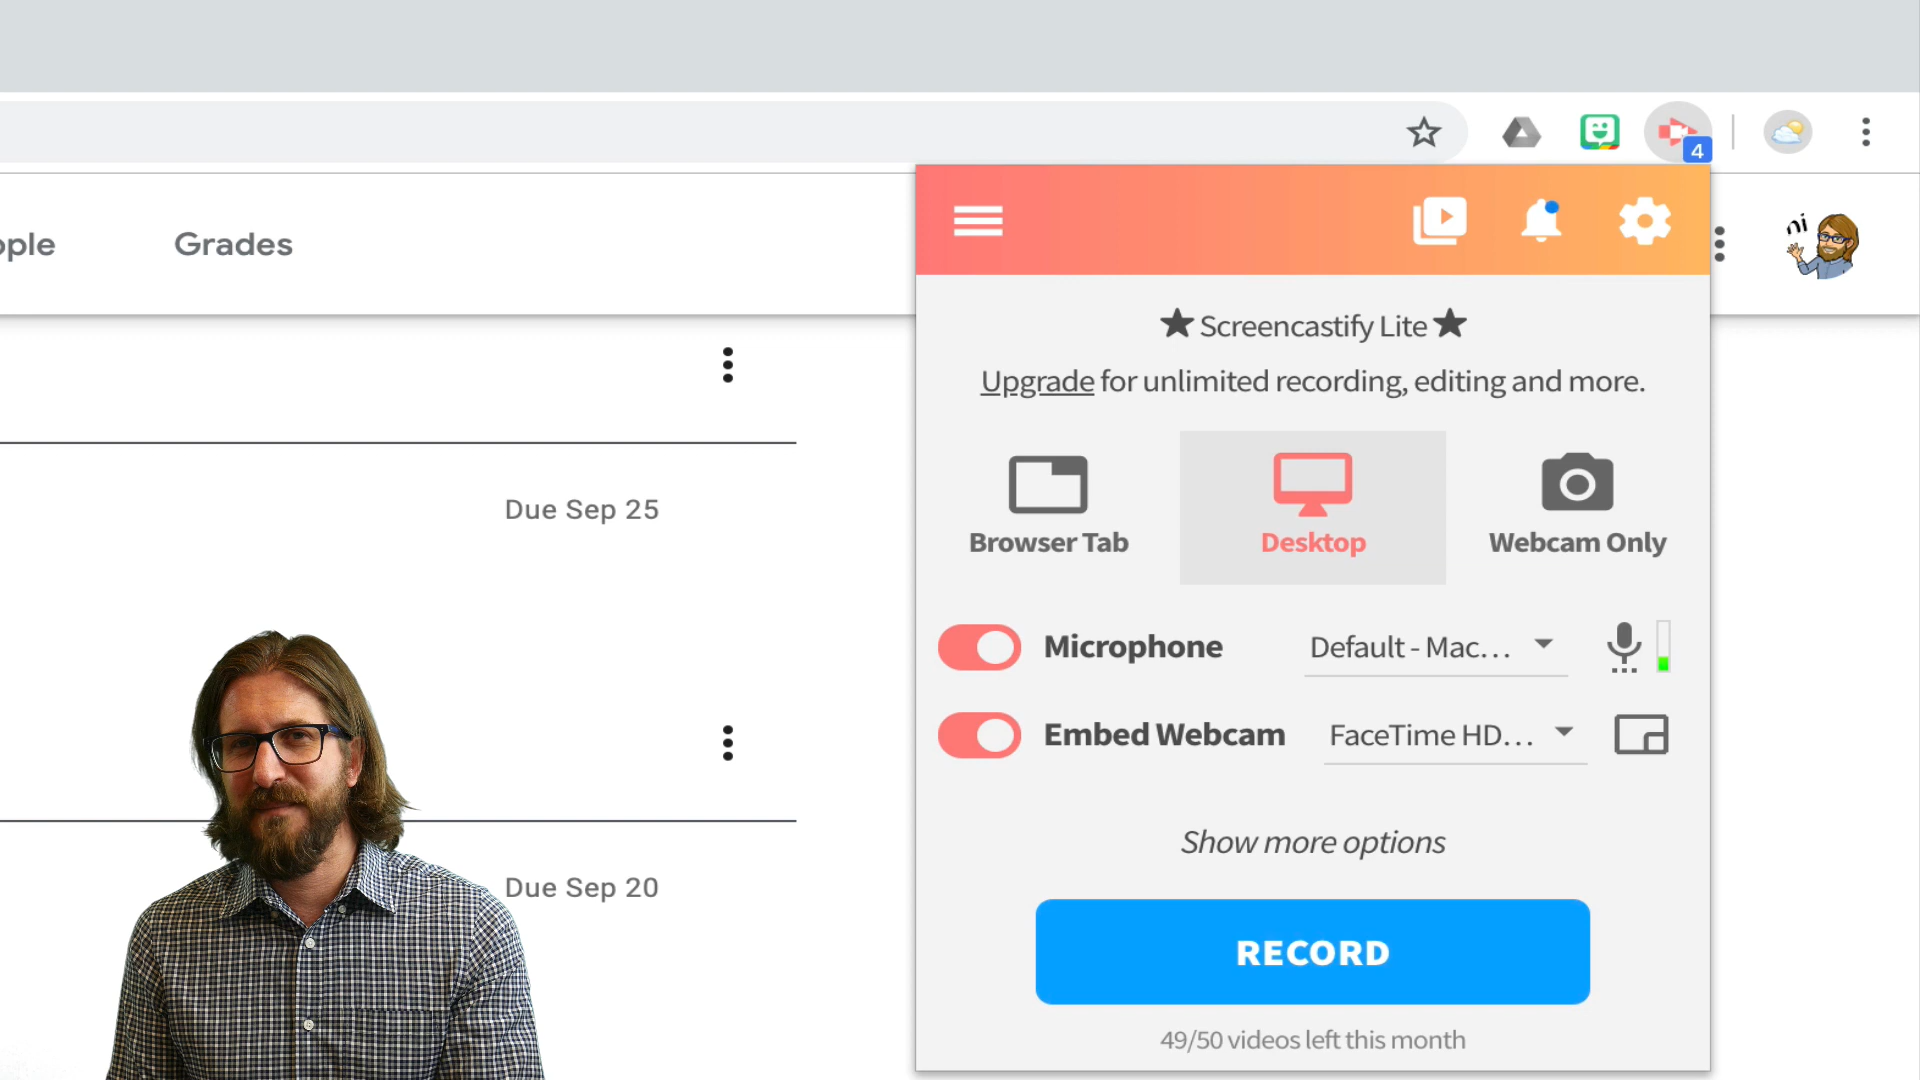 4
ople
Grades
hi
Screencastify Lite
Upgrade for unlimited recording, editing and more.
Due Sep 25
Browser Tab
Desktop
Webcam Only
Microphone
Default - Mac...
Embed Webcam
FaceTime HD...
Show more options
Due Sep 20
RECORD
49/50 videos left this month